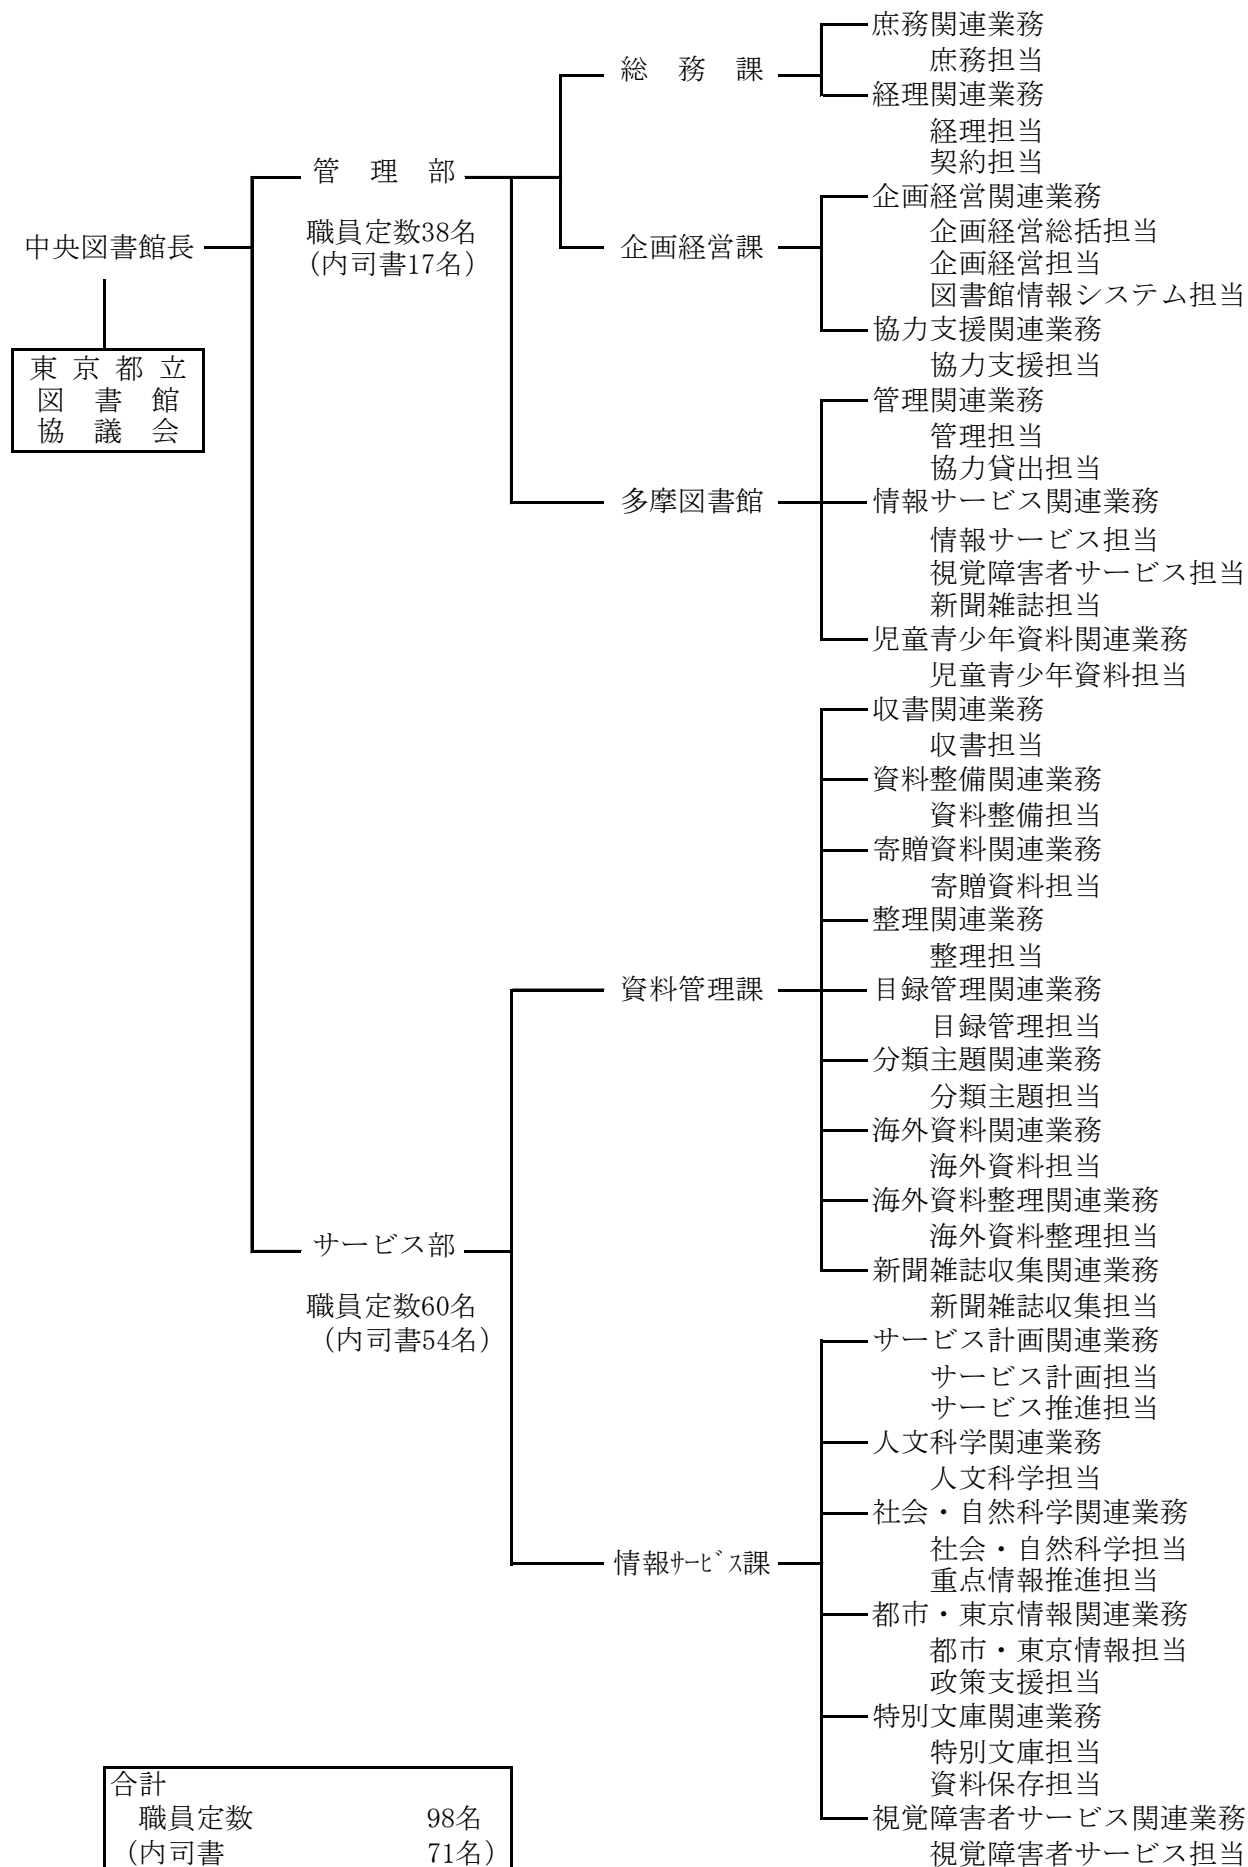 中央図書館長
東京都立
図書館
協議会
管理部
職員定数38名
(内司書17名)
総務課
庶務関連業務
庶務担当
経理関連業務
経理担当
契約担当
企画経営課
企画経営関連業務
企画経営総括担当
企画経営担当
図書館情報システム担当
協力支援関連業務
協力支援担当
多摩図書館
管理関連業務
管理担当
協力貸出担当
情報サービス関連業務
情報サービス担当
視覚障害者サービス担当
新聞雑誌担当
児童青少年資料関連業務
児童青少年資料担当
サービス部
職員定数60名
(内司書54名)
資料管理課
収書関連業務
収書担当
資料整備関連業務
資料整備担当
寄贈資料関連業務
寄贈資料担当
整理関連業務
整理担当
目録管理関連業務
目録管理担当
分類主題関連業務
分類主題担当
海外資料関連業務
海外資料担当
海外資料整理関連業務
海外資料整理担当
新聞雑誌収集関連業務
新聞雑誌収集担当
情報ｻｰﾋﾞｽ課
サービス計画関連業務
サービス計画担当
サービス推進担当
人文科学関連業務
人文科学担当
社会・自然科学関連業務
社会・自然科学担当
重点情報推進担当
都市・東京情報関連業務
都市・東京情報担当
政策支援担当
特別文庫関連業務
特別文庫担当
資料保存担当
視覚障害者サービス関連業務
視覚障害者サービス担当
合計
職員定数 98名
(内司書 71名)